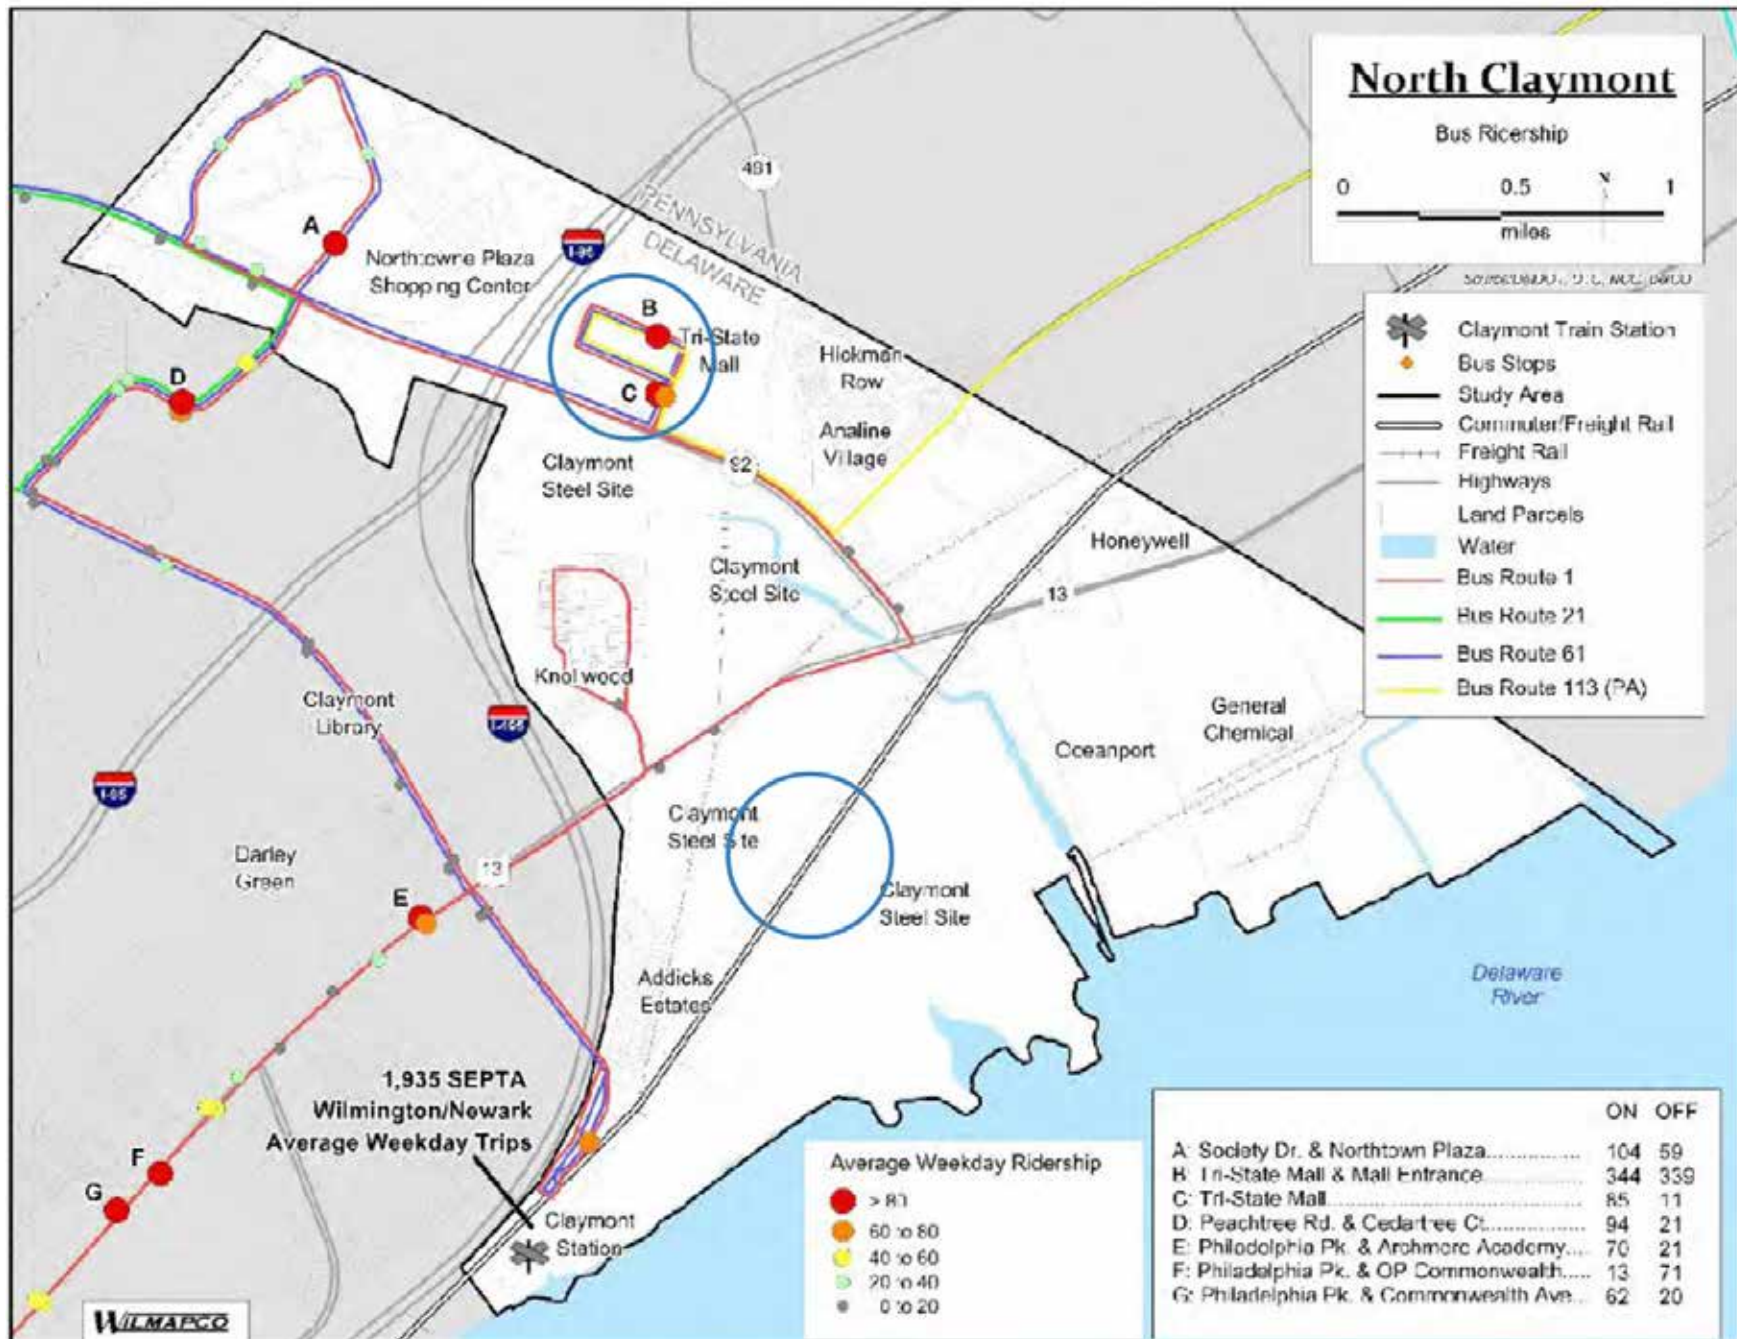 North Claymont
Bus Ridership
0 0.5 1
N
miles
Claymont Train Station
Bus Stops
Study Area
Commuter/Freight Rail
Freight Rail
Highways
Land Parcels
Water
Bus Route 1
Bus Route 21
Bus Route 61
Bus Route 113 (PA)
491
PENNSYLVANIA
DELAWARE
I-95
A
Northtowne Plaza
Shopping Center
B
Tri-State
Mall
C
Hickman
Row
D
Analine
Village
92
Claymont
Steel Site
Honeywell
Claymont
Steel Site
13
Knollwood
Claymont
Library
I-495
General
Chemical
Oceanport
I-95
Claymont
Steel Site
Darley
Green
13
Claymont
Steel Site
E
Addicks
Estates
Delaware
River
1,935 SEPTA
Wilmington/Newark
Average Weekday Trips
F
G
Claymont
Station
Average Weekday Ridership
> 80
60 to 80
40 to 60
20 to 40
0 to 20
ON OFF
A: Society Dr. & Northtown Plaza 104 59
B: Tri-State Mall & Mall Entrance 344 339
C: Tri-State Mall 85 11
D: Peachtree Rd. & Cedartree Ct. 94 21
E: Philadelphia Pk. & Archmere Academy 70 21
F: Philadelphia Pk. & OP Commonwealth 13 71
G: Philadelphia Pk. & Commonwealth Ave. 62 20
WILMAPCO